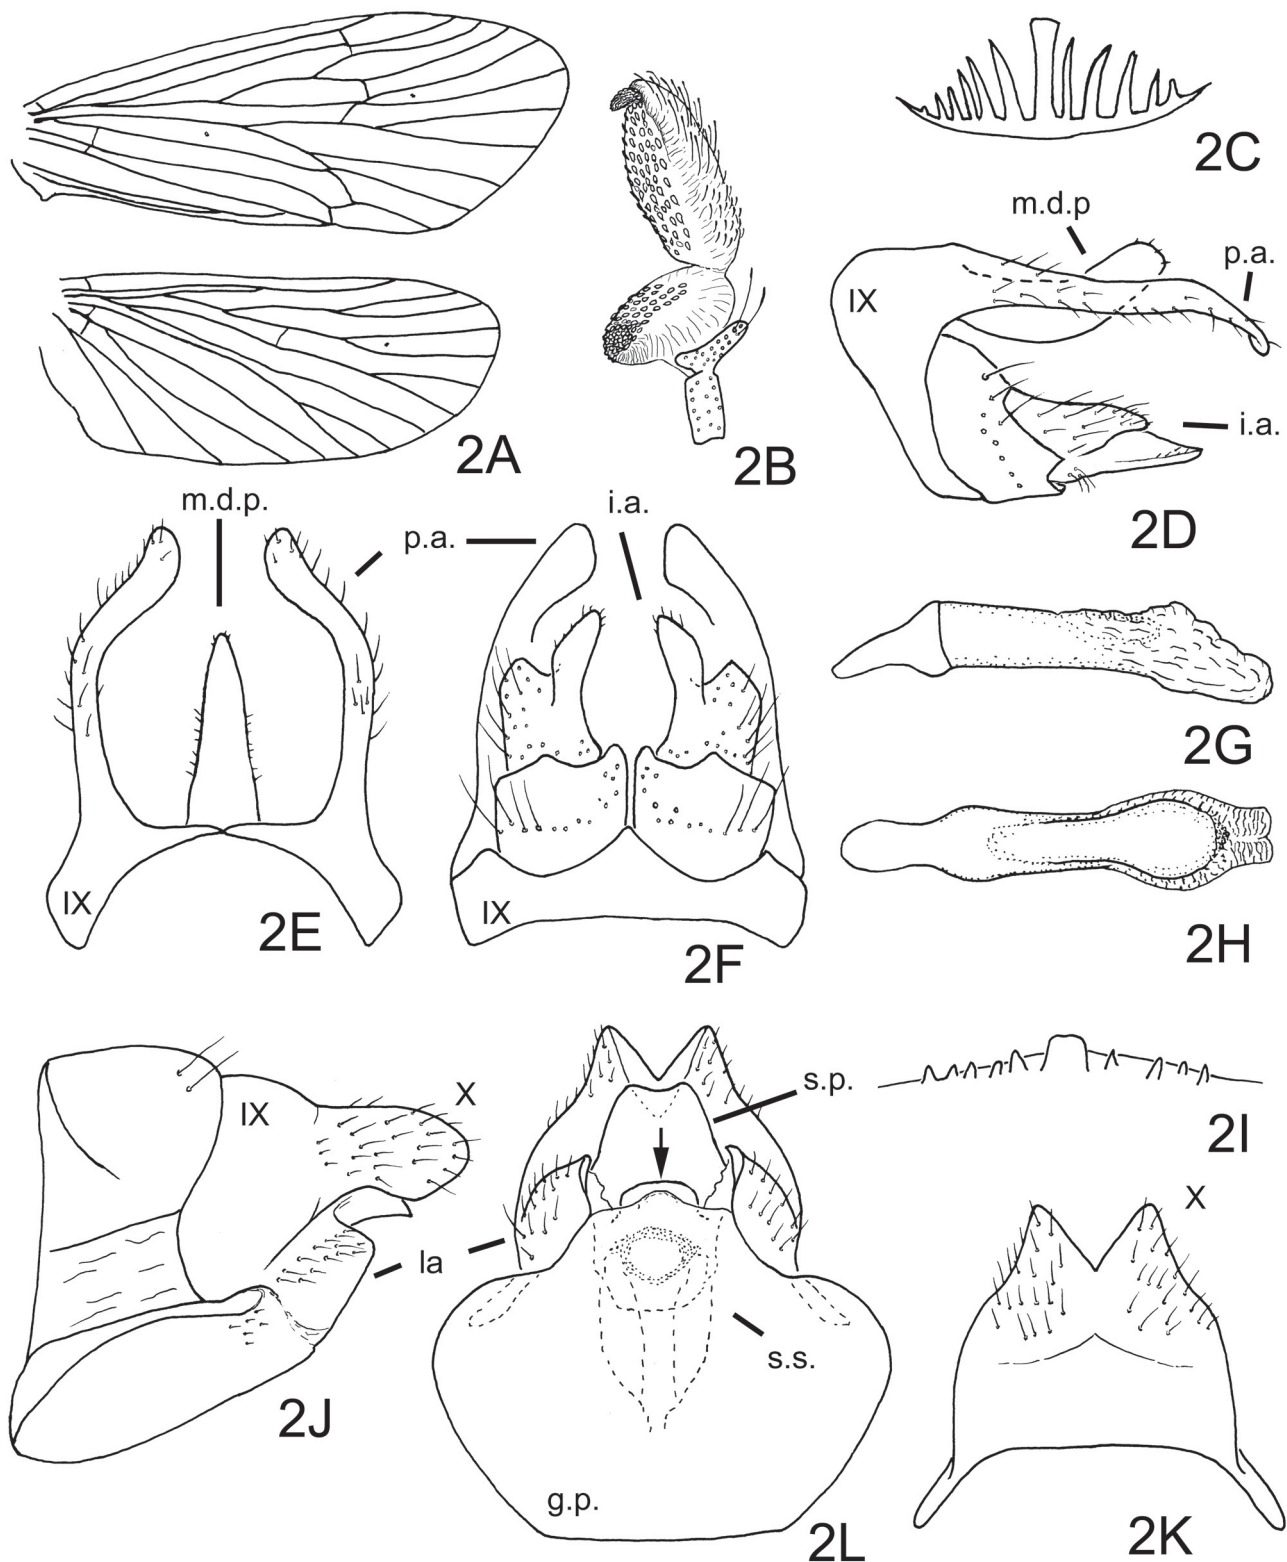 2C
m.d.p
p.a.
IX
2A
2B
i.a.
2D
m.d.p.
p.a.
i.a.
2G
IX
2E
IX
2F
2H
s.p.
X
IX
2I
X
la
s.s.
2J
g.p.
2L
2K